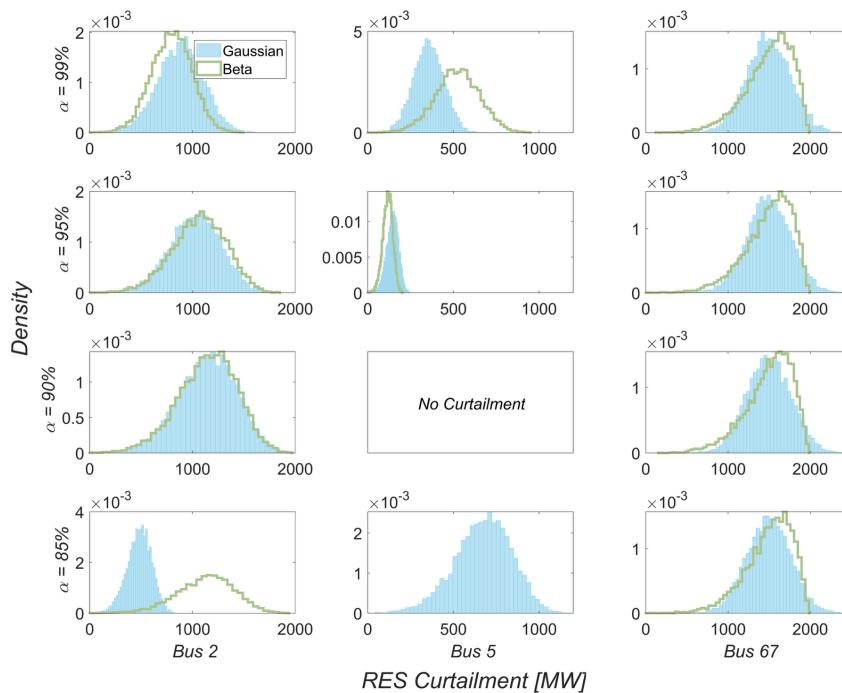 ×10⁻³ ×10⁻³ ×10⁻³
α = 99%
2
1
0
Gaussian
Beta
0 1000 2000
5
0
0 500 1000
1
0
0 1000 2000
×10⁻³ ×10⁻³
α = 95%
2
1
0
0 1000 2000
0.01
0.005
0 500 1000
1
0
0 1000 2000
Density
×10⁻³ ×10⁻³
α = 90%
1
0.5
0
0 1000 2000
No Curtailment
1
0
0 1000 2000
×10⁻³ ×10⁻³ ×10⁻³
α = 85%
4
2
0
0 1000 2000
2
1
0
0 500 1000
1
0
0 1000 2000
Bus 2 Bus 5 Bus 67
RES Curtailment [MW]